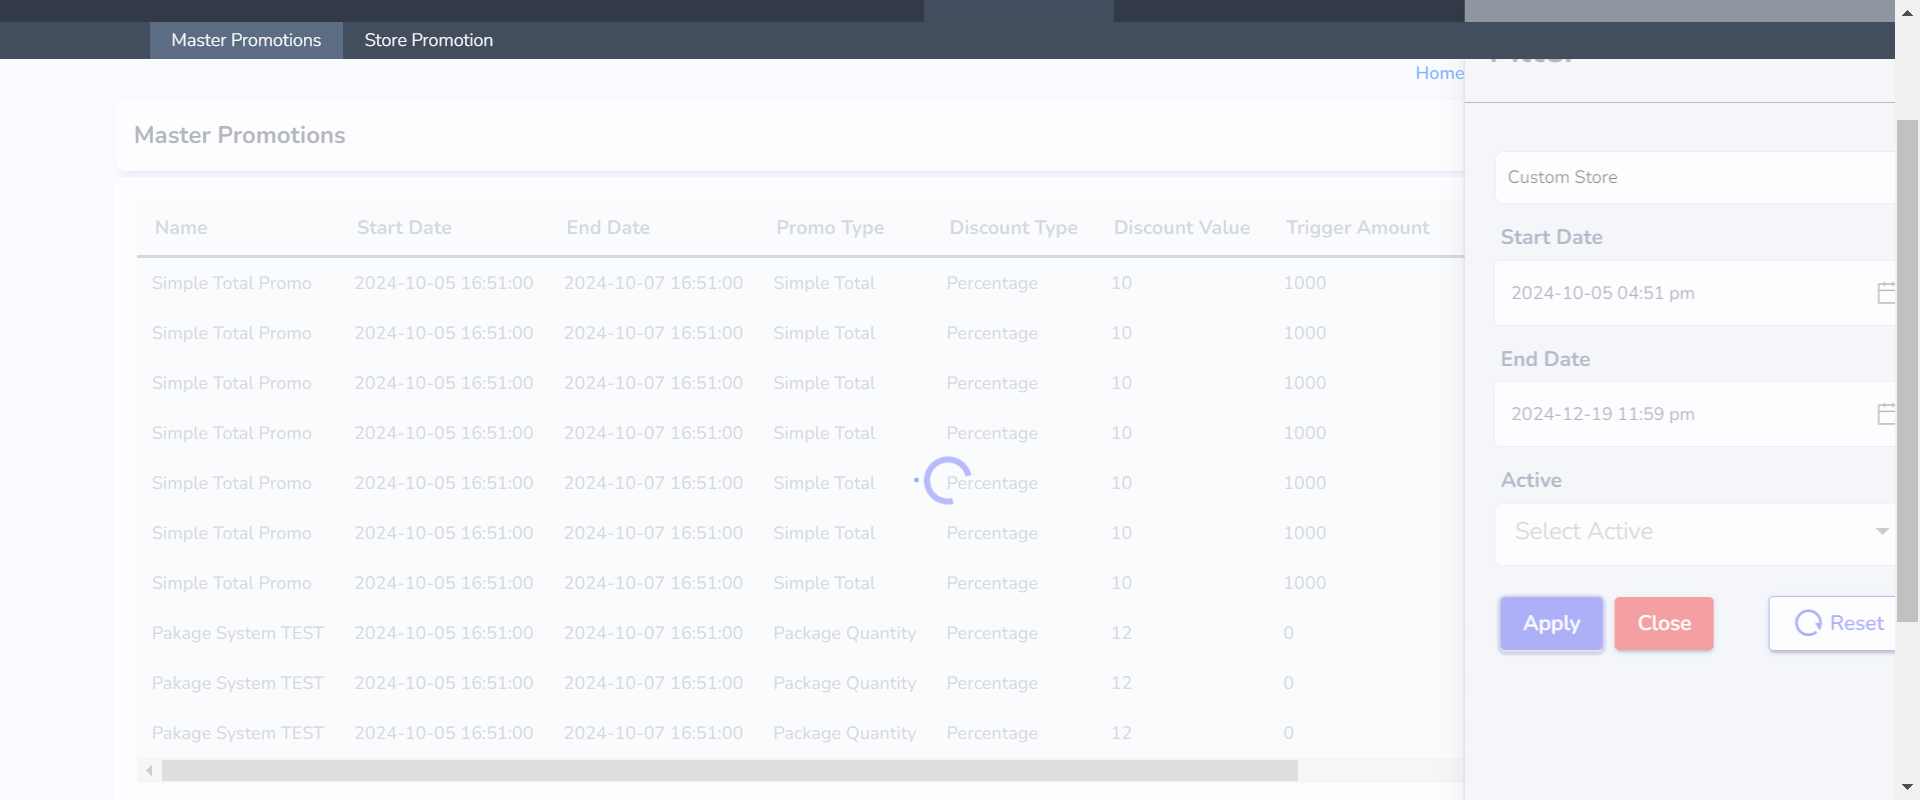 Master Promotions Store Promotion
Home
Master Promotions
Name Start Date End Date Promo Type Discount Type Discount Value Trigger Amount
Simple Total Promo 2024-10-05 16:51:00 2024-10-07 16:51:00 Simple Total Percentage 10 1000
Simple Total Promo 2024-10-05 16:51:00 2024-10-07 16:51:00 Simple Total Percentage 10 1000
Simple Total Promo 2024-10-05 16:51:00 2024-10-07 16:51:00 Simple Total Percentage 10 1000
Simple Total Promo 2024-10-05 16:51:00 2024-10-07 16:51:00 Simple Total Percentage 10 1000
Simple Total Promo 2024-10-05 16:51:00 2024-10-07 16:51:00 Simple Total Percentage 10 1000
Simple Total Promo 2024-10-05 16:51:00 2024-10-07 16:51:00 Simple Total Percentage 10 1000
Simple Total Promo 2024-10-05 16:51:00 2024-10-07 16:51:00 Simple Total Percentage 10 1000
Pakage System TEST 2024-10-05 16:51:00 2024-10-07 16:51:00 Package Quantity Percentage 12 0
Pakage System TEST 2024-10-05 16:51:00 2024-10-07 16:51:00 Package Quantity Percentage 12 0
Pakage System TEST 2024-10-05 16:51:00 2024-10-07 16:51:00 Package Quantity Percentage 12 0
Custom Store
Start Date
2024-10-05 04:51 pm
End Date
2024-12-19 11:59 pm
Active
Select Active
Apply Close Reset